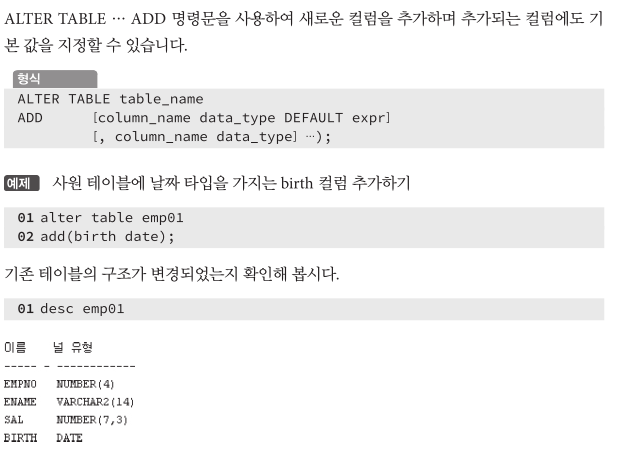 ALTER TABLE … ADD 명령문을 사용하여 새로운 컬럼을 추가하며 추가되는 컬럼에도 기
본 값을 지정할 수 있습니다.
형식
ALTER TABLE table_name
ADD [column_name data_type DEFAULT expr]
[, column_name data_type] …);
예제 사원 테이블에 날짜 타입을 가지는 birth 컬럼 추가하기
01 alter table emp01
02 add(birth date);
기존 테이블의 구조가 변경되었는지 확인해 봅시다.
01 desc emp01
이름 널 유형
----- - ------------
EMPNO NUMBER(4)
ENAME VARCHAR2(14)
SAL NUMBER(7,3)
BIRTH DATE